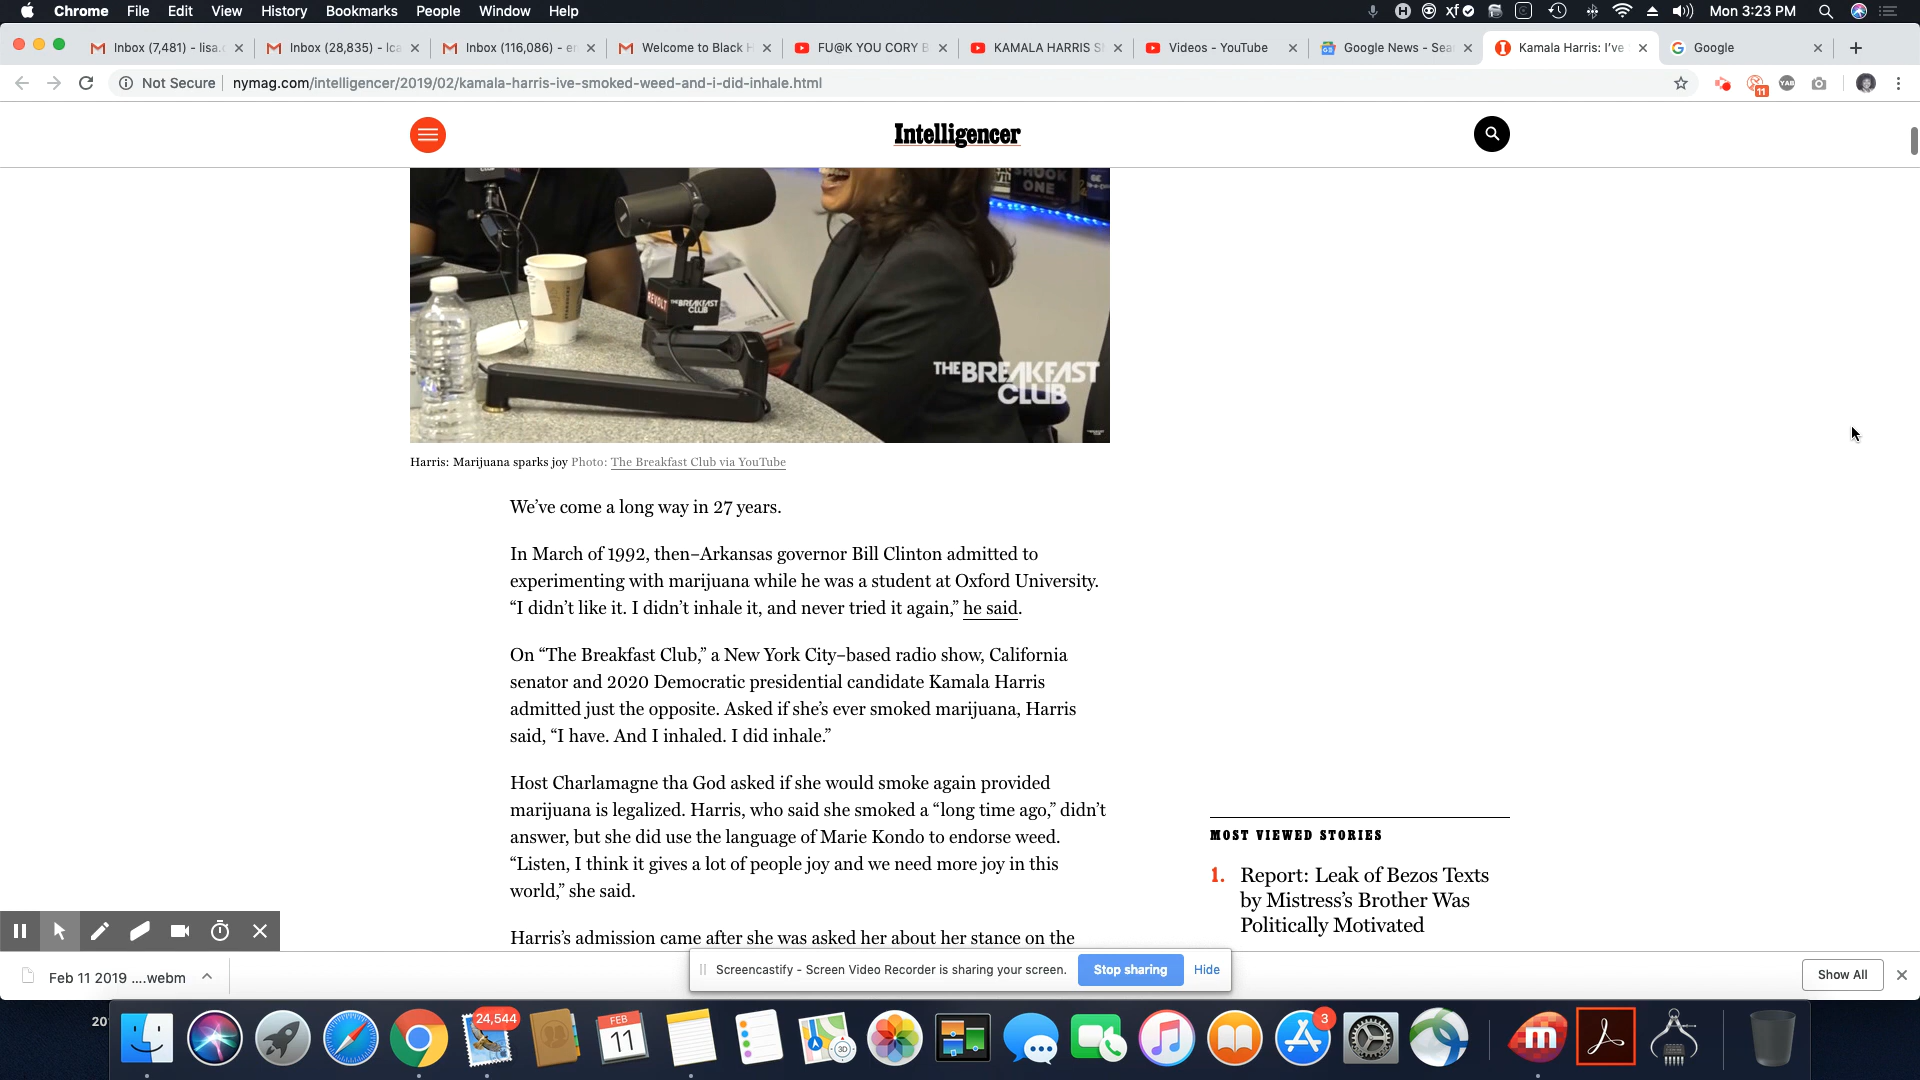 Chrome File Edit View History Bookmarks People Window Help
Mon 3:23 PM
Inbox (7,481) - lisa.c
Inbox (28,835) - lca
Inbox (116,086) - er
Welcome to Black H
FU@K YOU CORY B
KAMALA HARRIS S
Videos - YouTube
Google News - Sea
Kamala Harris: I've
Google
Not Secure
nymag.com/intelligencer/2019/02/kamala-harris-ive-smoked-weed-and-i-did-inhale.html
11
Intelligencer
SHOOK
ONE
REVOLT
THE BREAKFAST
CLUB
THE BREAKFAST
CLUB
Harris: Marijuana sparks joy Photo: The Breakfast Club via YouTube
We've come a long way in 27 years.
In March of 1992, then–Arkansas governor Bill Clinton admitted to
experimenting with marijuana while he was a student at Oxford University.
“I didn't like it. I didn't inhale it, and never tried it again,” he said.
On “The Breakfast Club,” a New York City–based radio show, California
senator and 2020 Democratic presidential candidate Kamala Harris
admitted just the opposite. Asked if she's ever smoked marijuana, Harris
said, “I have. And I inhaled. I did inhale.”
Host Charlamagne tha God asked if she would smoke again provided
marijuana is legalized. Harris, who said she smoked a “long time ago,” didn't
answer, but she did use the language of Marie Kondo to endorse weed.
“Listen, I think it gives a lot of people joy and we need more joy in this
world,” she said.
Harris's admission came after she was asked her about her stance on the
MOST VIEWED STORIES
1. Report: Leak of Bezos Texts
by Mistress's Brother Was
Politically Motivated
Screencastify - Screen Video Recorder is sharing your screen.
Stop sharing
Hide
Feb 11 2019 ....webm
Show All
20
24,544
FEB
11
3D
3